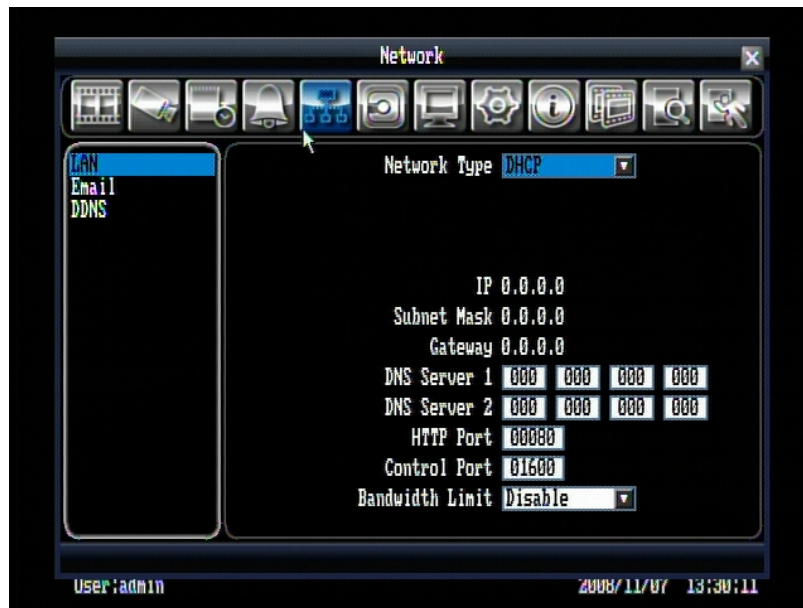 Network
LAN
Email
DDNS
Network Type DHCP
IP 0.0.0.0
Subnet Mask 0.0.0.0
Gateway 0.0.0.0
DNS Server 1 000 000 000 000
DNS Server 2 000 000 000 000
HTTP Port 00080
Control Port 01600
Bandwidth Limit Disable
User:admin 2008/11/07 13:30:11